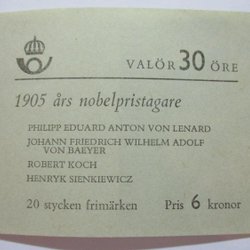 VALÖR 30 ÖRE
1905 års nobelpristagare
PHILIPP EDUARD ANTON VON LENARD
JOHANN FRIEDRICH WILHELM ADOLF
VON BAEYER
ROBERT KOCH
HENRYK SIENKIEWICZ
20 stycken frimärken Pris 6 kronor